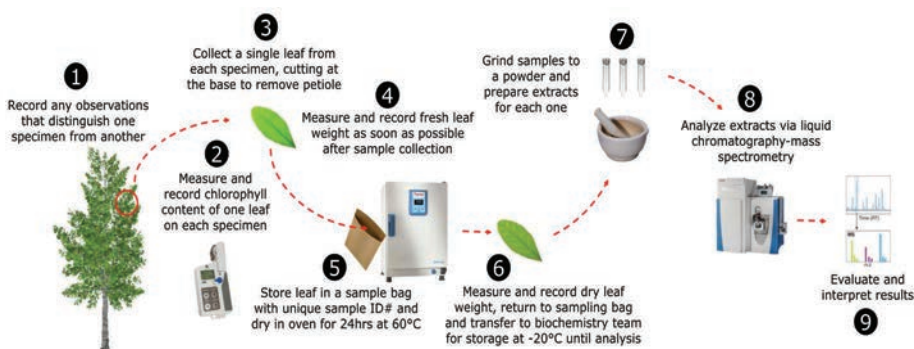 1
Record any observations
that distinguish one
specimen from another
2
Measure and
record chlorophyll
content of one leaf
on each specimen
3
Collect a single leaf from
each specimen, cutting at
the base to remove petiole
4
Measure and record fresh leaf
weight as soon as possible
after sample collection
5
Store leaf in a sample bag
with unique sample ID# and
dry in oven for 24hrs at 60°C
6
Measure and record dry leaf
weight, return to sampling bag
and transfer to biochemistry team
for storage at -20°C until analysis
7
Grind samples to
a powder and
prepare extracts
for each one
8
Analyze extracts via liquid
chromatography-mass
spectrometry
Time (RT)
Evaluate and
interpret results
9